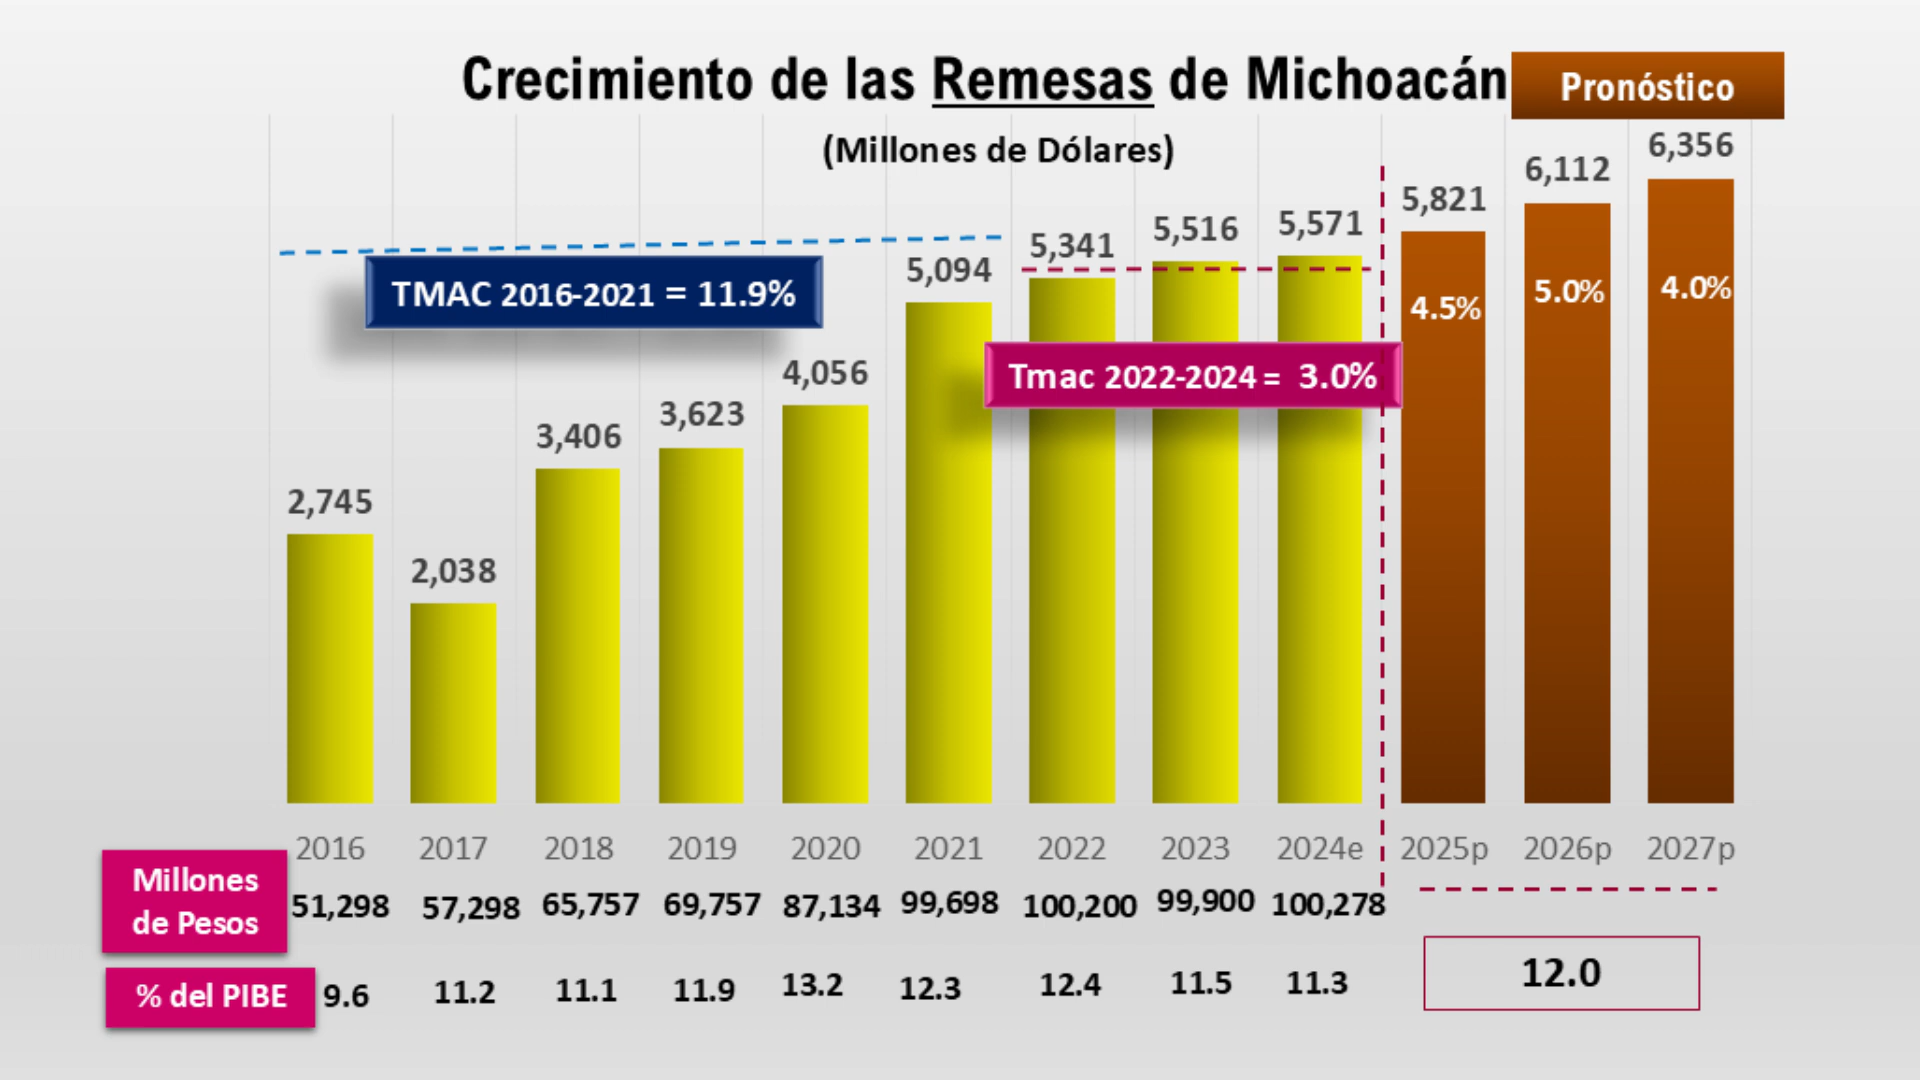 Crecimiento de las Remesas de Michoacán
Pronóstico
(Millones de Dólares)
2,745
2,038
3,406
3,623
4,056
5,094
5,341
5,516
5,571
5,821
6,112
6,356
TMAC 2016-2021 = 11.9%
Tmac 2022-2024 = 3.0%
4.5%
5.0%
4.0%
2016 2017 2018 2019 2020 2021 2022 2023 2024e 2025p 2026p 2027p
Millones
de Pesos
51,298 57,298 65,757 69,757 87,134 99,698 100,200 99,900 100,278
% del PIBE 9.6 11.2 11.1 11.9 13.2 12.3 12.4 11.5 11.3 12.0